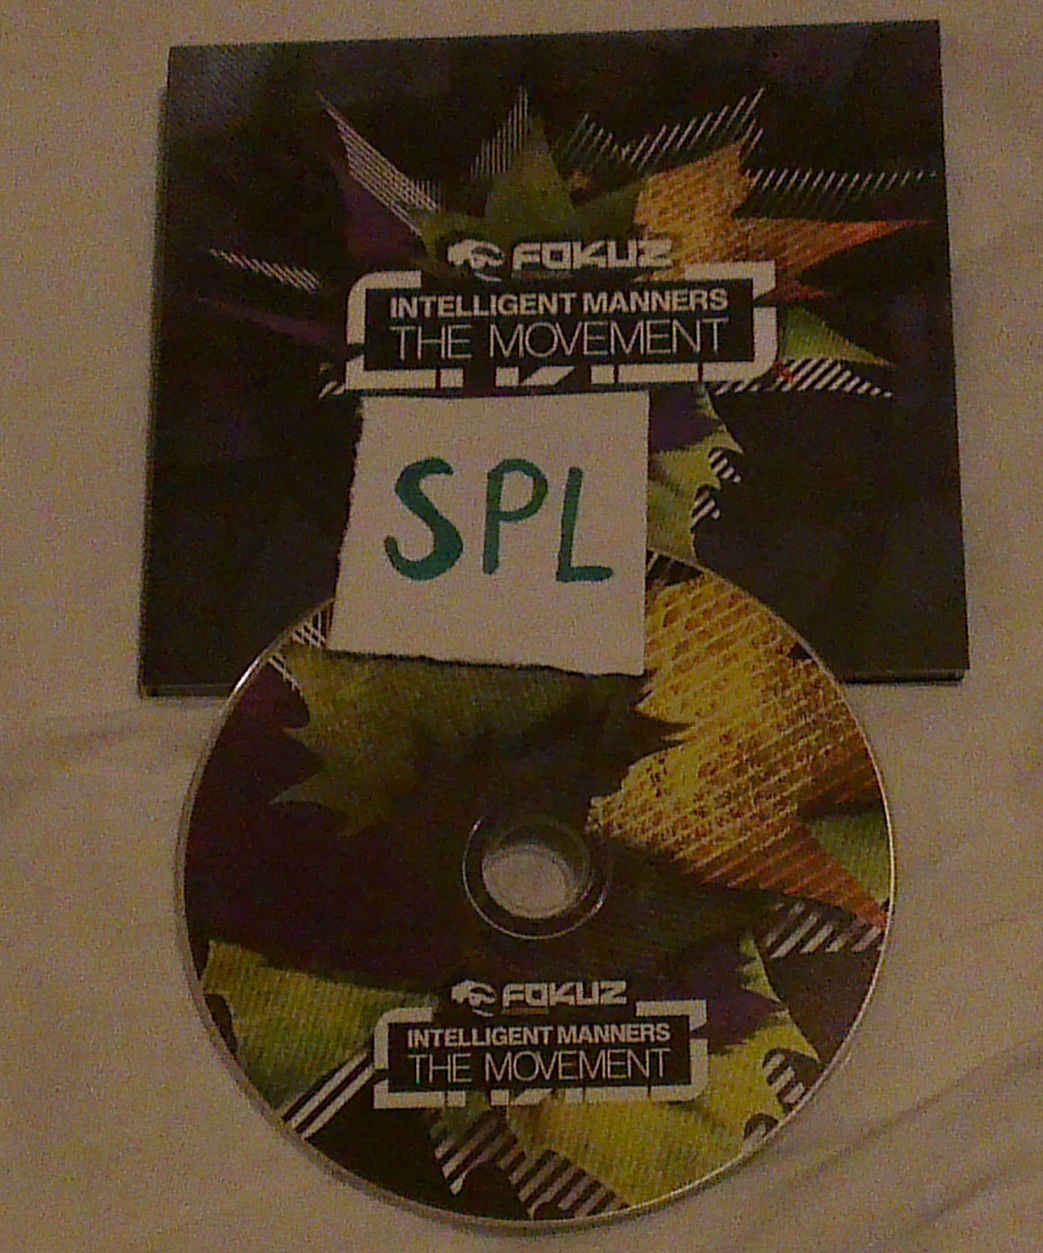 FOKUZ
INTELLIGENT MANNERS
THE MOVEMENT
SPL
FOKUZ
INTELLIGENT MANNERS
THE MOVEMENT